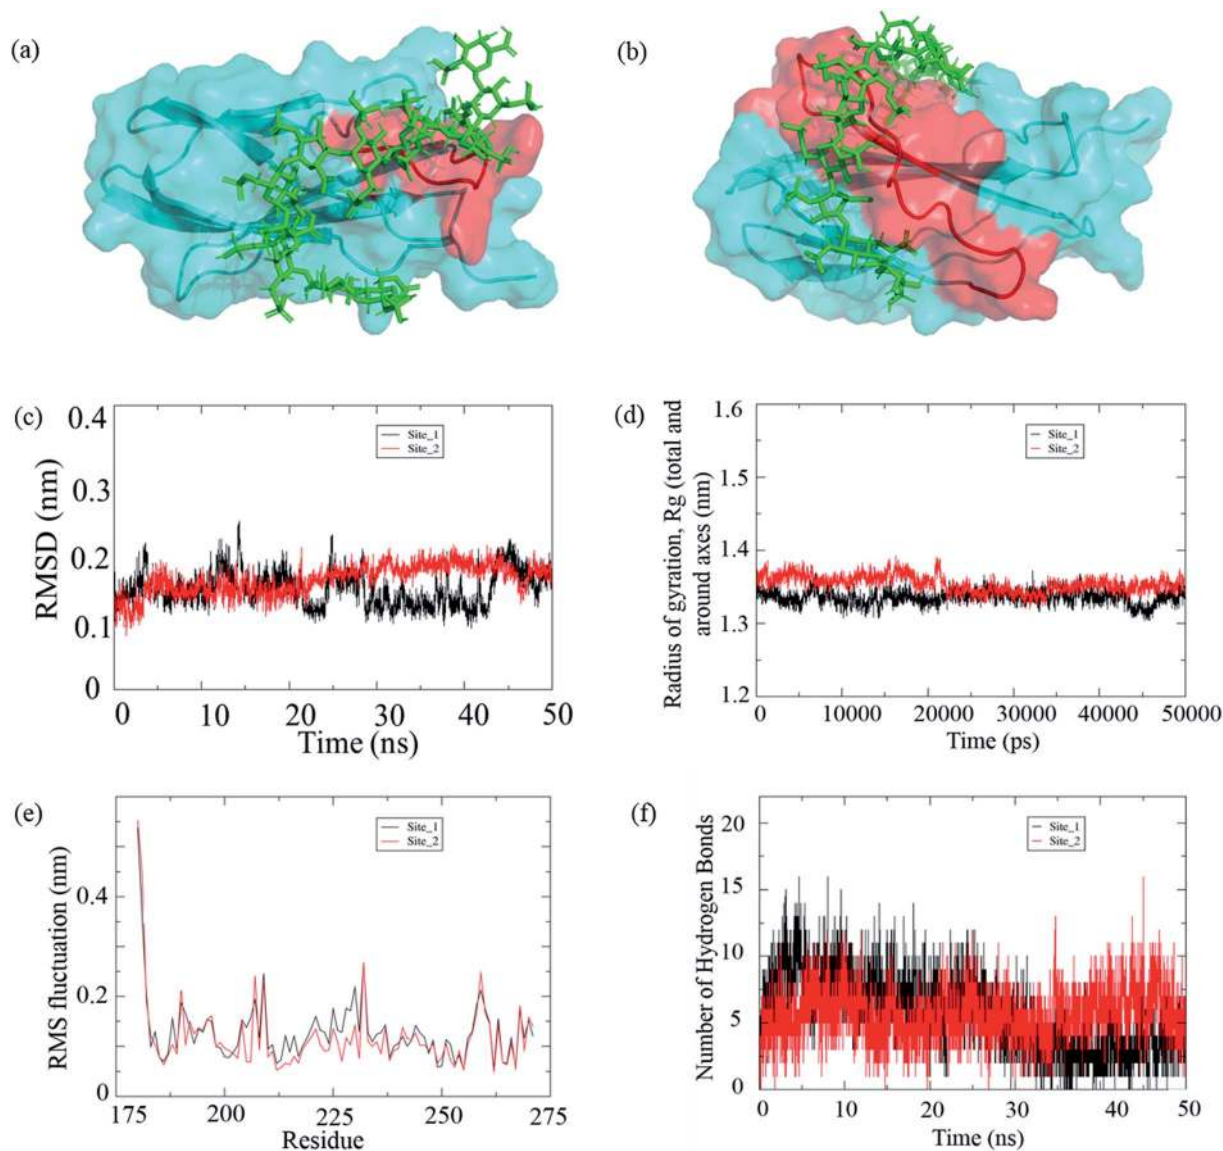 (a)
(b)
(c)
RMSD (nm)
0.4
0.3
0.2
0.1
0
Site_1
Site_2
0 10 20 30 40 50
Time (ns)
(d)
Radius of gyration, Rg (total and
around axes (nm)
1.6
1.5
1.4
1.3
1.2
Site_1
Site_2
0 10000 20000 30000 40000 50000
Time (ps)
(e)
RMS fluctuation (nm)
0.4
0.2
0
Site_1
Site_2
175 200 225 250 275
Residue
(f)
Number of Hydrogen Bonds
20
15
10
5
0
Site_1
Site_2
0 10 20 30 40 50
Time (ns)